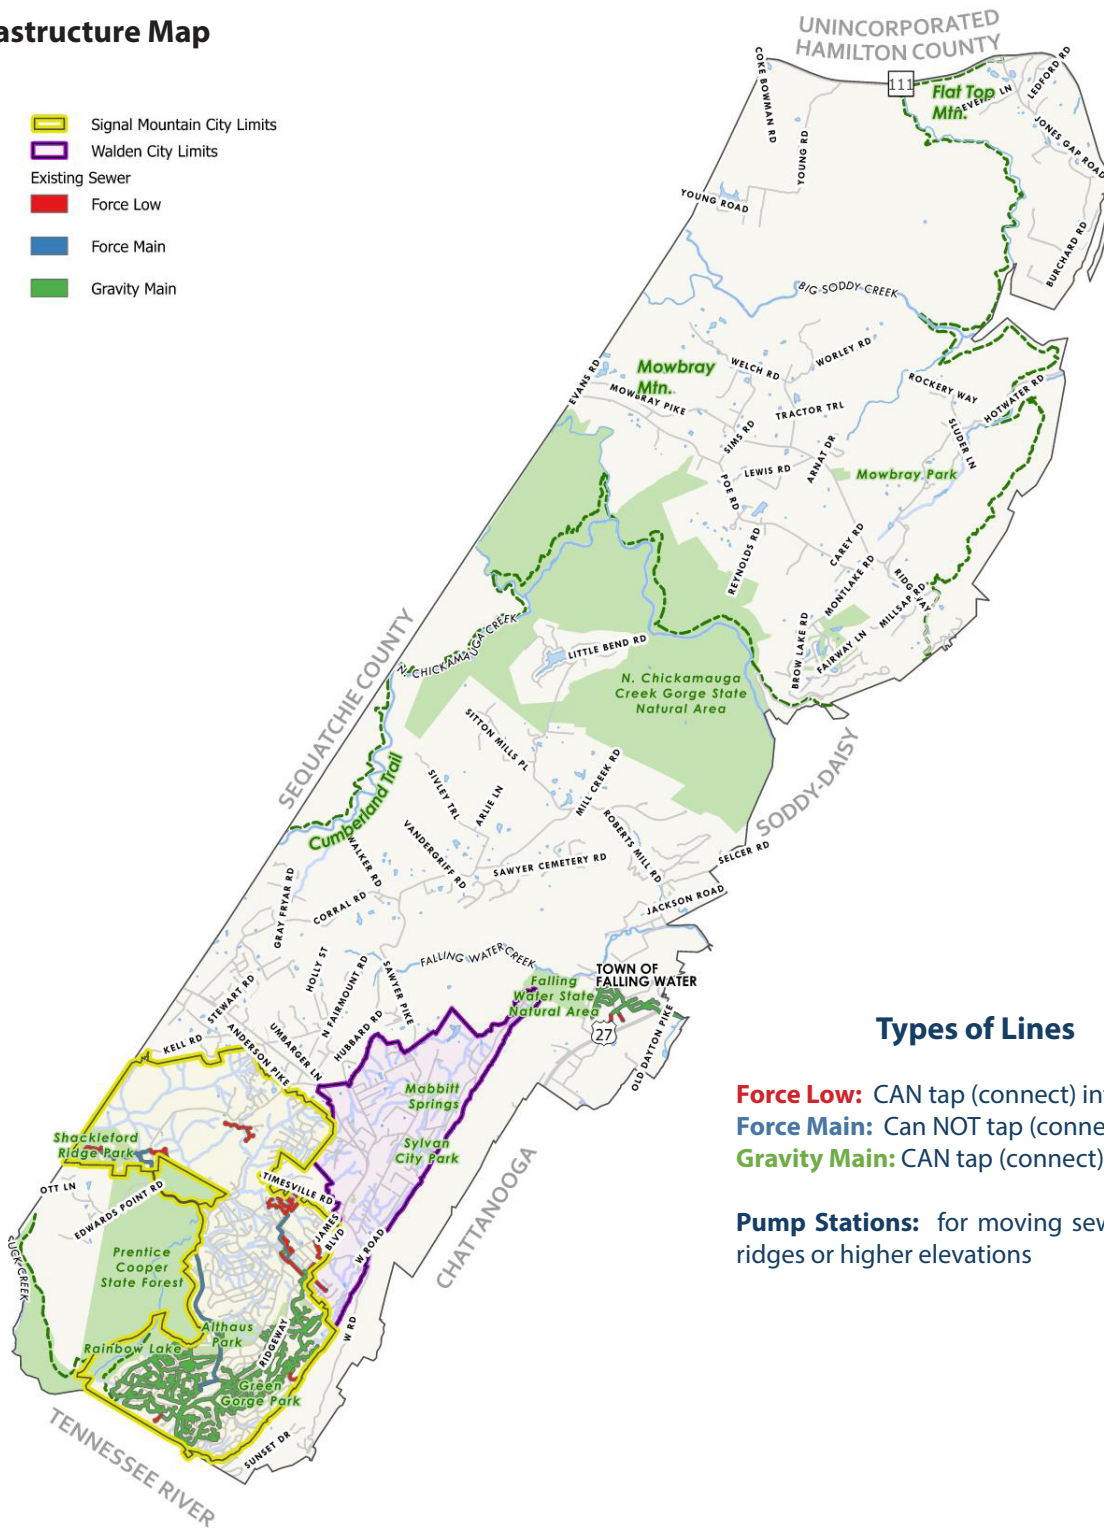 astructure Map
Signal Mountain City Limits
Walden City Limits
Existing Sewer
Force Low
Force Main
Gravity Main
UNINCORPORATED
HAMILTON COUNTY
111
Flat Top
Mtn.
LN
LEDFORD RD
JONES GAP ROAD
BURCHARD RD
COKE BOWMAN RD
YOUNG RD
YOUNG ROAD
BIG SODDY CREEK
Mowbray
Mtn.
EVANS RD
MOWBRAY PIKE
WELCH RD
WORLEY RD
ROCKERY WAY
HOTWATER RD
TRACTOR TRL
SIMS RD
SLUDER LN
LEWIS RD
ARNAT DR
POE RD
Mowbray Park
REYNOLDS RD
CAREY RD
MONTLAKE RD
RIDGEWAY
MILLSAP RD
BROW LAKE RD
FAIRWAY LN
N. CHICKAMAUGA CREEK
LITTLE BEND RD
N. Chickamauga
Creek Gorge State
Natural Area
SEQUATCHIE COUNTY
SODDY-DAISY
Cumberland Trail
SITTON MILLS PL
SIVLEY TRL
ARLIE LN
MILL CREEK RD
ROBERTS MILL RD
VANDERGRIFF RD
WALKER RD
SAWYER CEMETERY RD
SELCER RD
JACKSON ROAD
GRAY FRYAR RD
CORRAL RD
HOLLY ST
N FAIRMOUNT RD
SAWYER PIKE
FALLING WATER CREEK
TOWN OF
FALLING WATER
Falling
Water State
Natural Area
27
OLD DAYTON PIKE
STEWART RD
KELL RD
ANDERSON PIKE
UMBARGER LN
HUBBARD RD
Mabbitt
Springs
Sylvan
City Park
CHATTANOOGA
Shackleford
Ridge Park
OTT LN
EDWARDS POINT RD
TIMESVILLE RD
JAMES
BLVD
W ROAD
W RD
SUCK CREEK
Prentice
Cooper
State Forest
Althaus
Park
RIDGEWAY
Rainbow Lake
Green
Gorge Park
SUNSET DR
TENNESSEE RIVER
Types of Lines
Force Low: CAN tap (connect) in
Force Main: Can NOT tap (conne
Gravity Main: CAN tap (connect)
Pump Stations: for moving sew
ridges or higher elevations